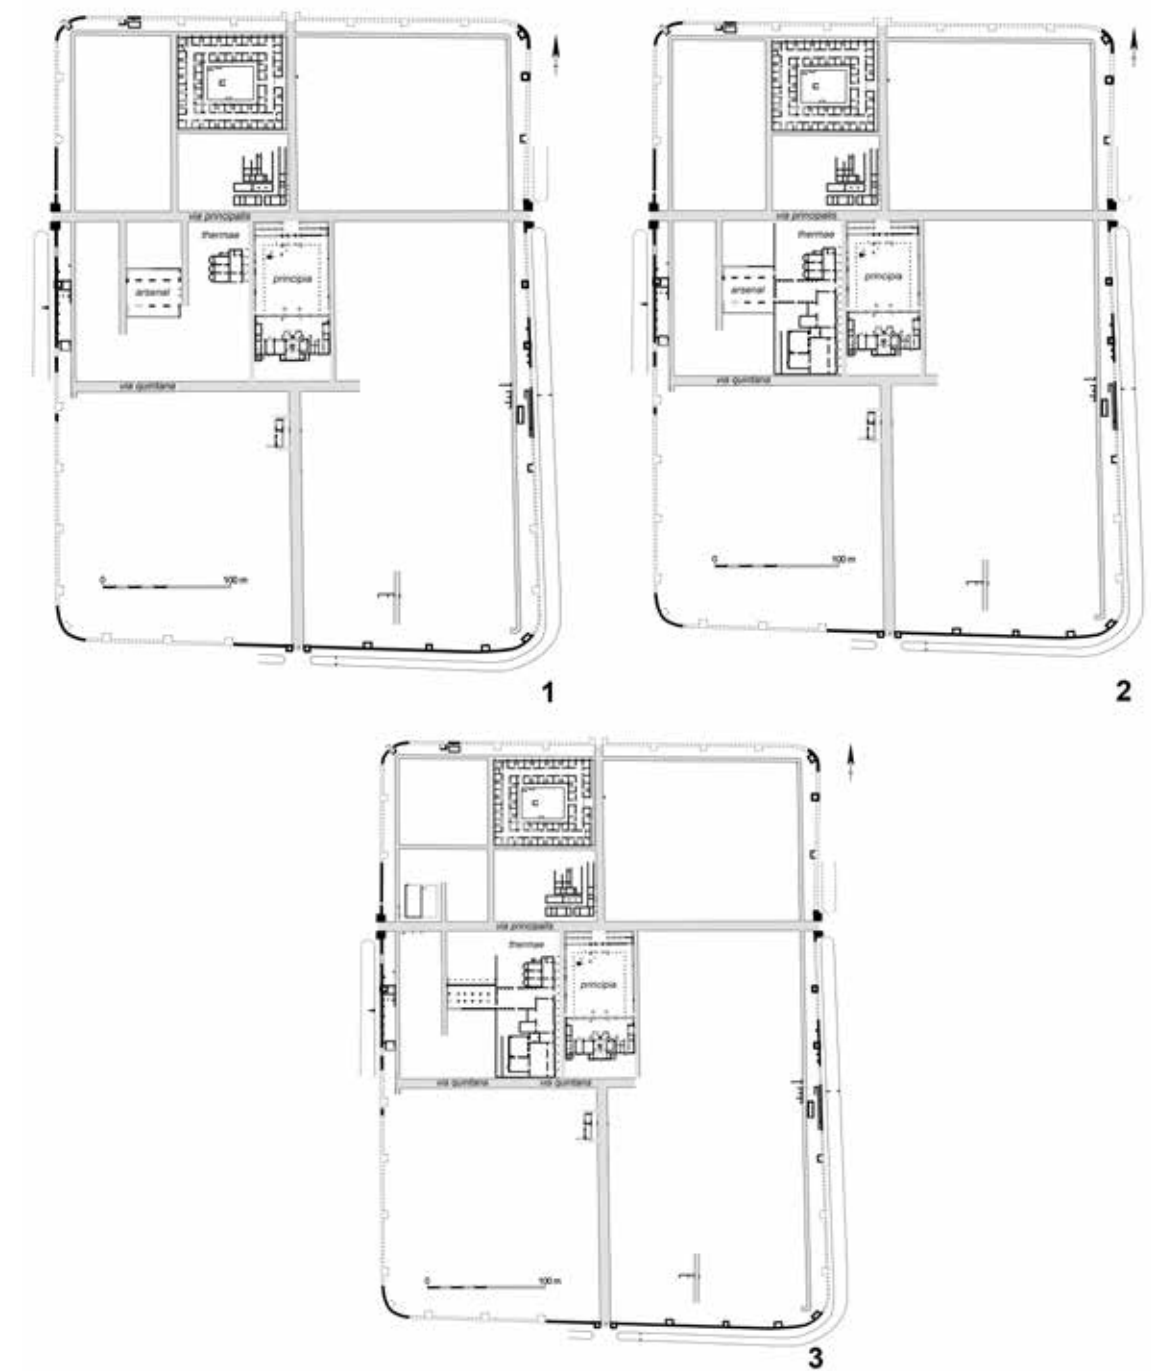 via principalis
thermae
principia
arsenal
via quintana
0 100 m
1
via principalis
thermae
principia
arsenal
via quintana
0 100 m
2
via principalis
thermae
principia
via quintana via quintana
0 100 m
3